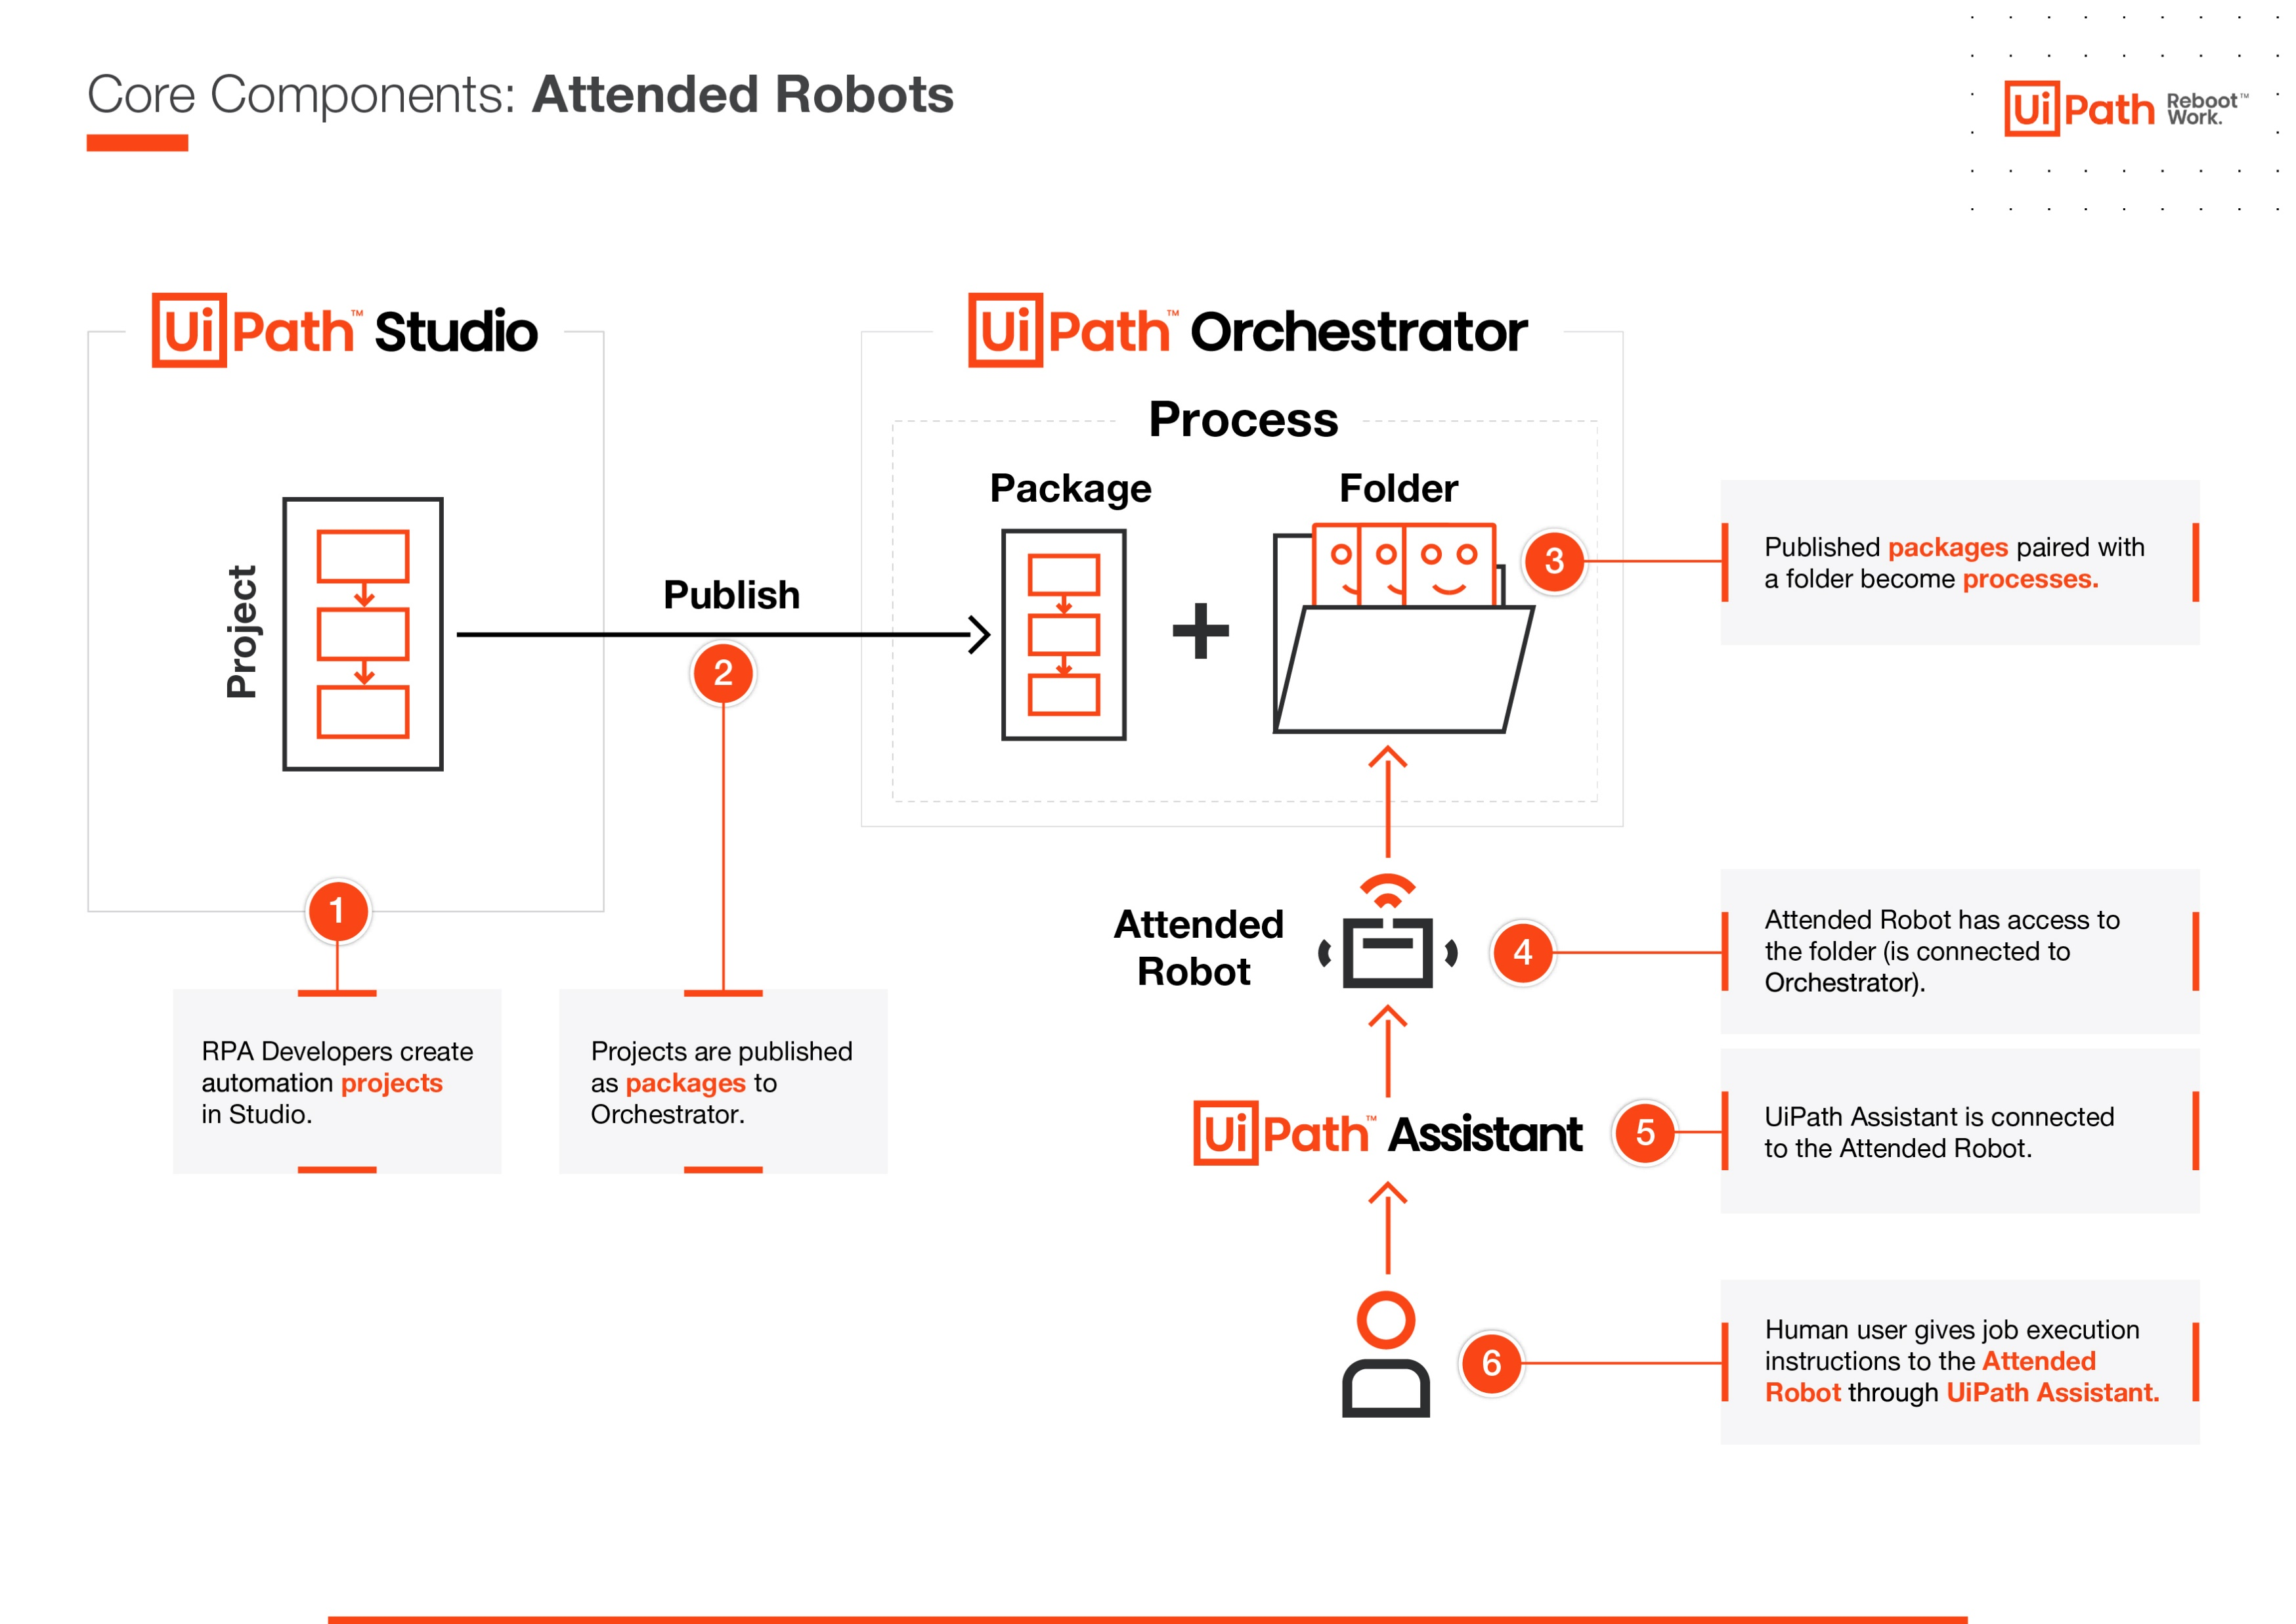 Core Components: Attended Robots
UiPath™ Reboot™
Work.
UiPath™ Studio
Project
1
RPA Developers create
automation projects
in Studio.
Publish
2
Projects are published
as packages to
Orchestrator.
UiPath™ Orchestrator
Process
Package
Folder
+
3
Published packages paired with
a folder become processes.
Attended
Robot
4
Attended Robot has access to
the folder (is connected to
Orchestrator).
UiPath™ Assistant
5
UiPath Assistant is connected
to the Attended Robot.
6
Human user gives job execution
instructions to the Attended
Robot through UiPath Assistant.